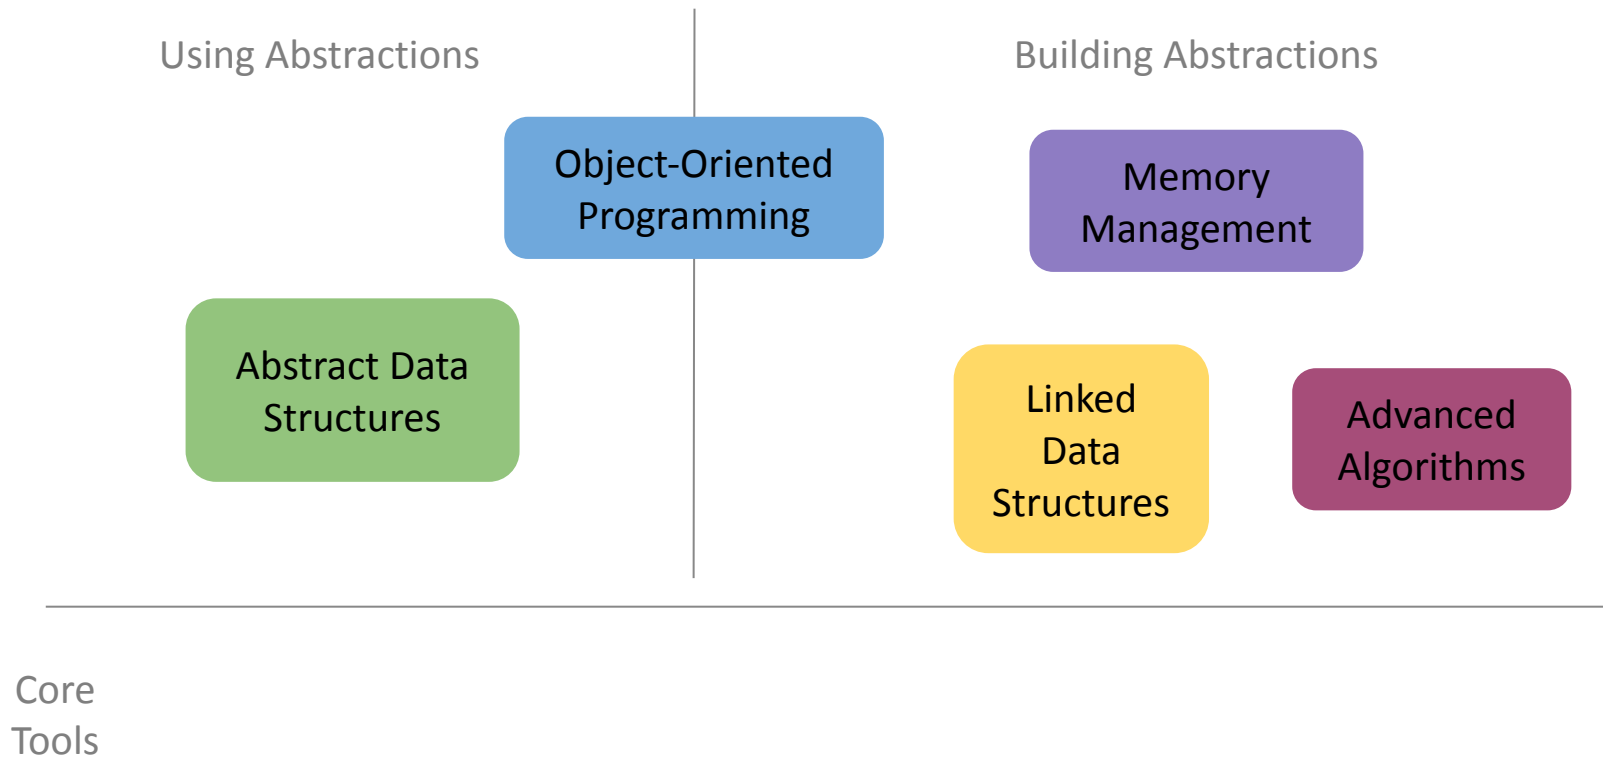 Using Abstractions
Building Abstractions
Object-Oriented
Programming
Memory
Management
Abstract Data
Structures
Linked
Data
Structures
Advanced
Algorithms
Core
Tools